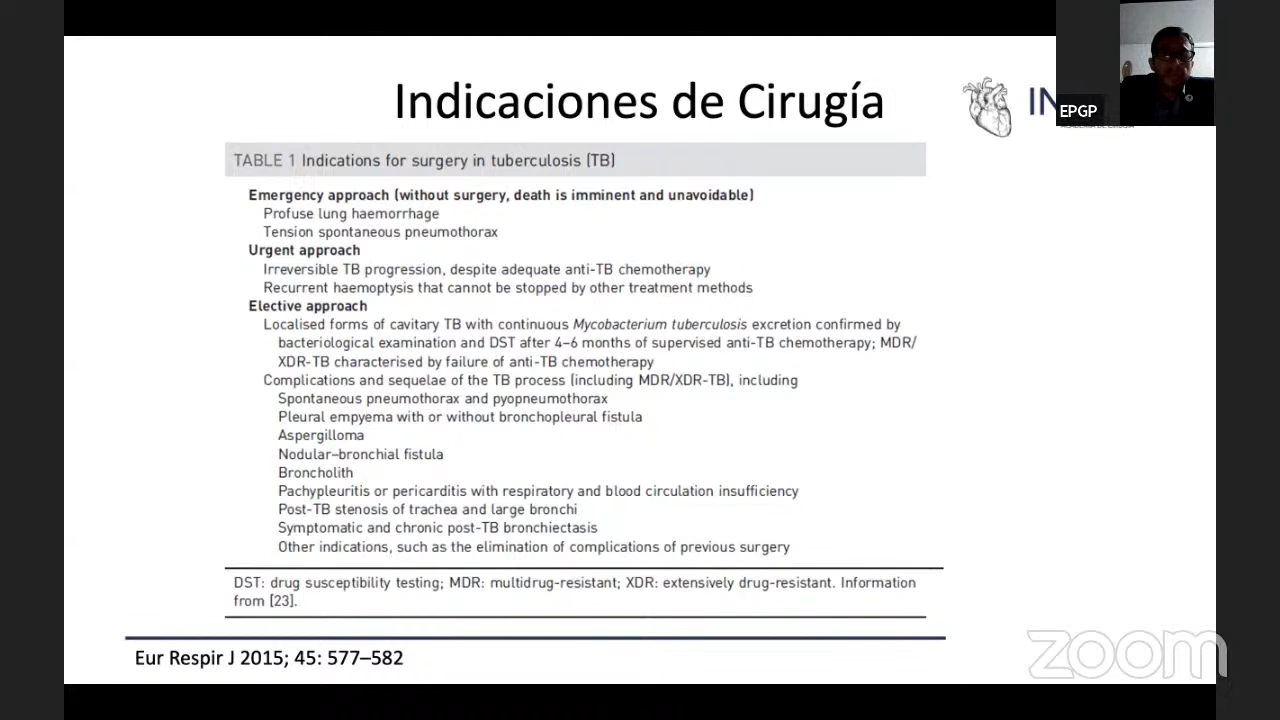 Indicaciones de Cirugía
IN
EPGP
TABLE 1 Indications for surgery in tuberculosis (TB)
Emergency approach (without surgery, death is imminent and unavoidable)
Profuse lung haemorrhage
Tension spontaneous pneumothorax
Urgent approach
Irreversible TB progression, despite adequate anti-TB chemotherapy
Recurrent haemoptysis that cannot be stopped by other treatment methods
Elective approach
Localised forms of cavitary TB with continuous Mycobacterium tuberculosis excretion confirmed by
bacteriological examination and DST after 4–6 months of supervised anti-TB chemotherapy; MDR/
XDR-TB characterised by failure of anti-TB chemotherapy
Complications and sequelae of the TB process (including MDR/XDR-TB), including
Spontaneous pneumothorax and pyopneumothorax
Pleural empyema with or without bronchopleural fistula
Aspergilloma
Nodular–bronchial fistula
Broncholith
Pachypleuritis or pericarditis with respiratory and blood circulation insufficiency
Post-TB stenosis of trachea and large bronchi
Symptomatic and chronic post-TB bronchiectasis
Other indications, such as the elimination of complications of previous surgery
DST: drug susceptibility testing; MDR: multidrug-resistant; XDR: extensively drug-resistant. Information
from [23].
Eur Respir J 2015; 45: 577–582
zoom